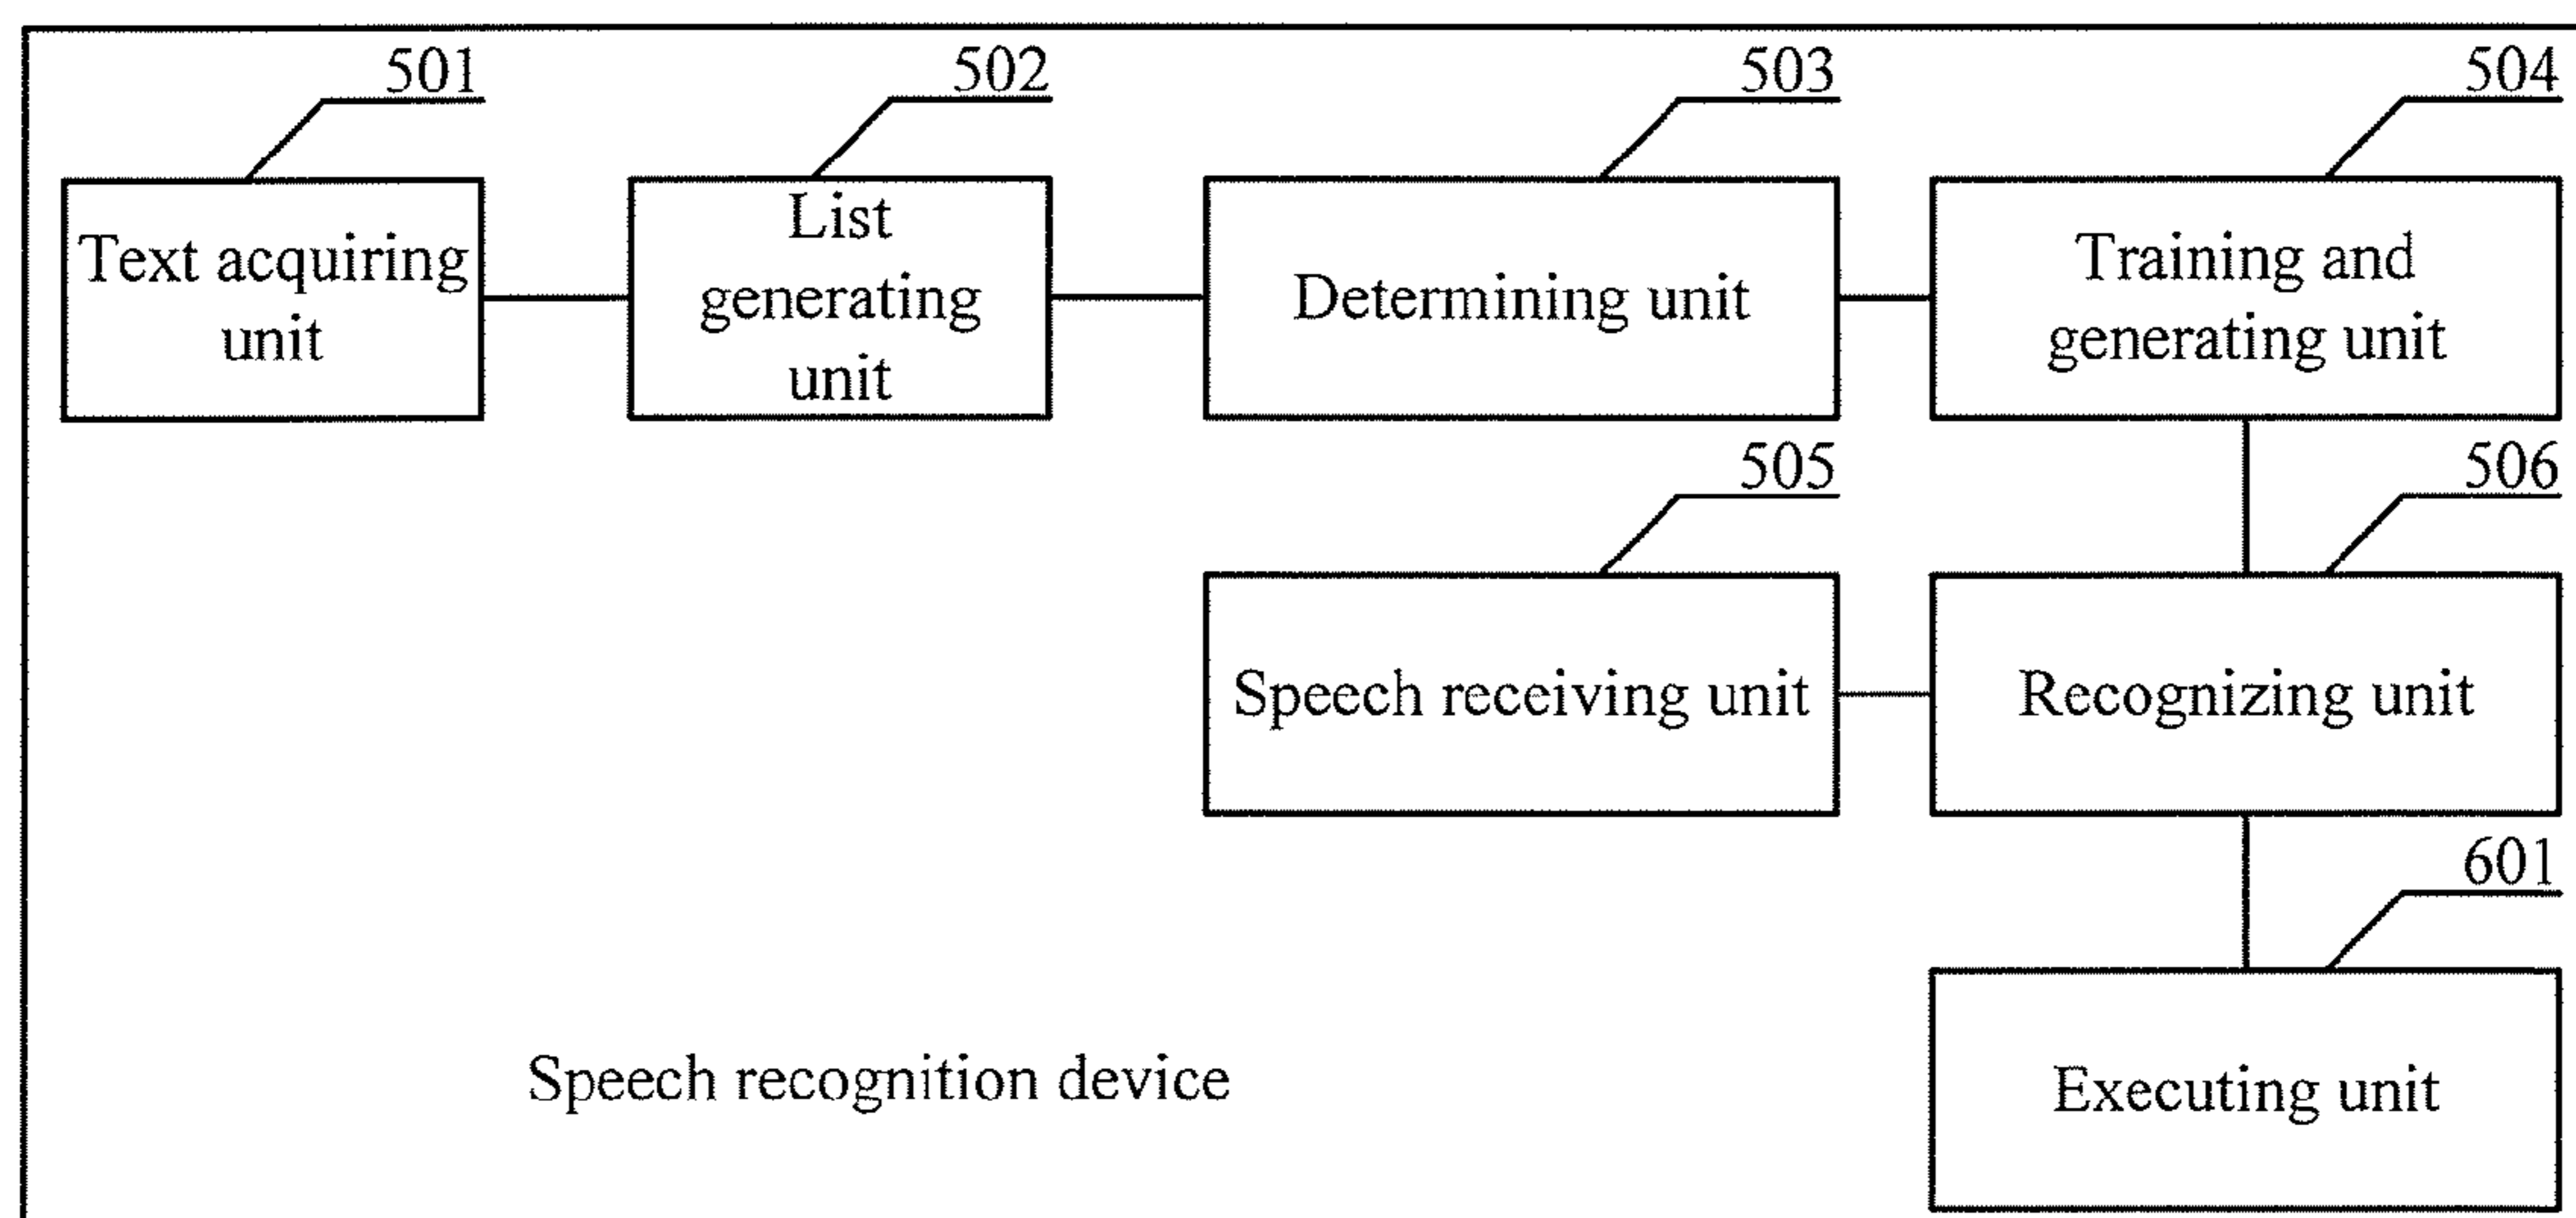 501
502
503
504
Text acquiring
unit
List
generating
unit
Determining unit
Training and
generating unit
505
506
Speech receiving unit
Recognizing unit
601
Speech recognition device
Executing unit